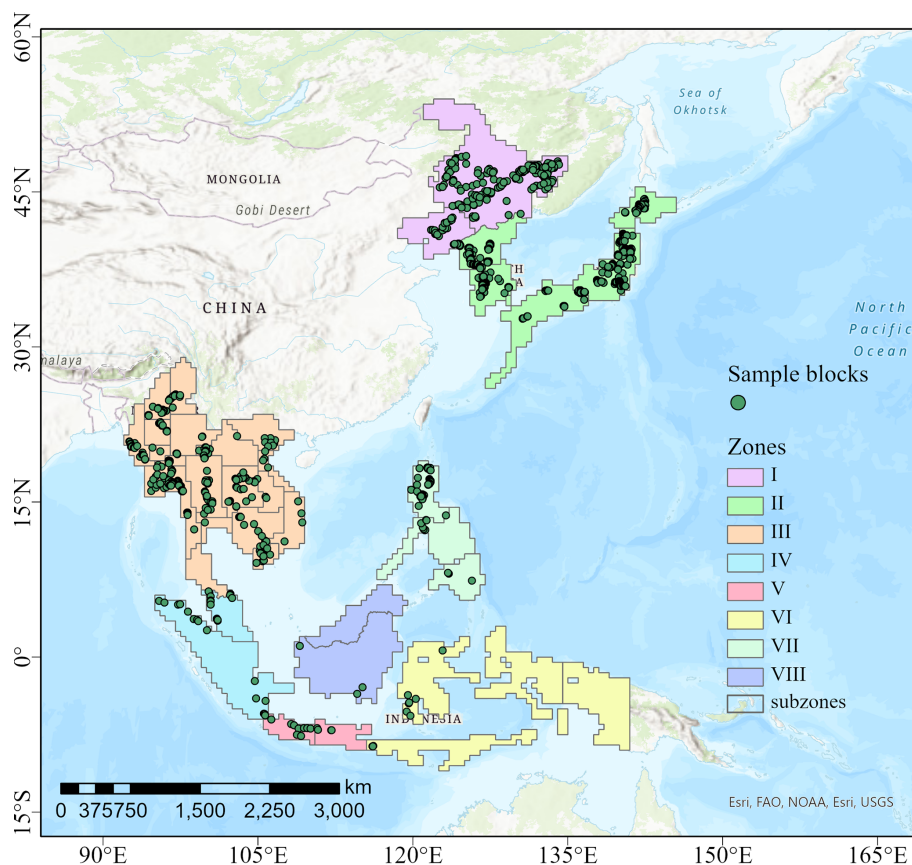 60°N
45°N
30°N
15°N
0°
15°S
Sea of
Okhotsk
MONGOLIA
Gobi Desert
H
A
CHINA
malaya
North
Pacific
Ocean
Sample blocks
Zones
I
II
III
IV
V
VI
VII
VIII
subzones
INDONESIA
km
0 375750 1,500 2,250 3,000
Esri, FAO, NOAA, Esri, USGS
90°E 105°E 120°E 135°E 150°E 165°E